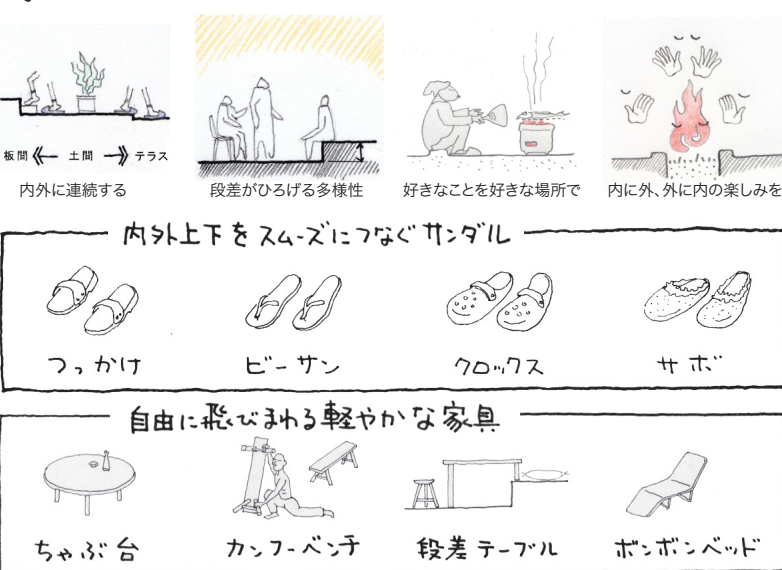 板間 土間 テラス
内外に連続する
段差がひろげる多様性
好きなことを好きな場所で
内に外、外に内の楽しみを
内外上下をスムーズにつなぐサンダル
つっかけ
ビーサン
クロックス
サボ
自由に飛びまわる軽やかな家具
ちゃぶ台
カンフーベンチ
段差テーブル
ボンボンベッド